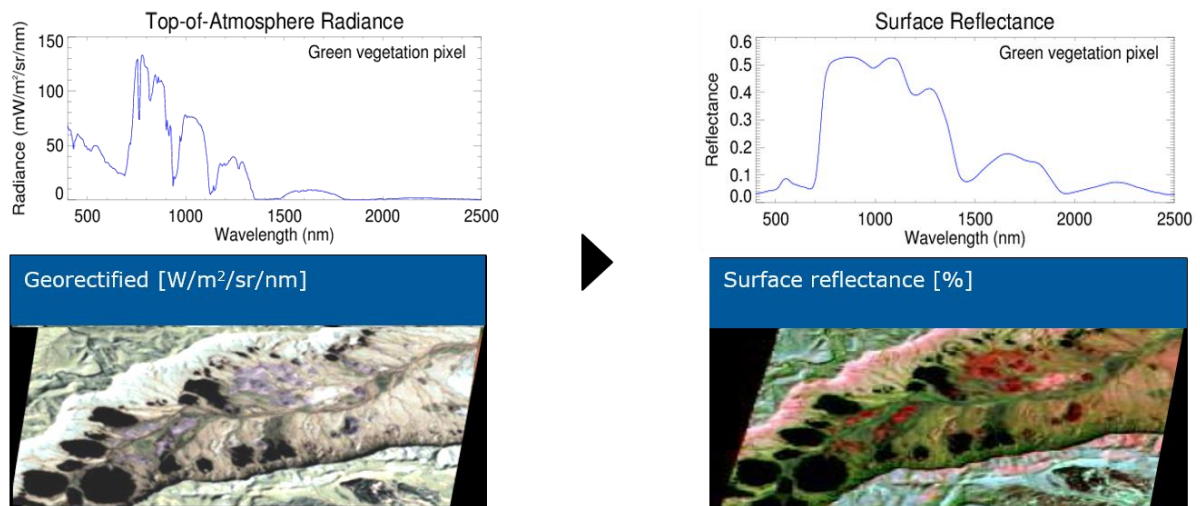 Top-of-Atmosphere Radiance
Green vegetation pixel
Radiance (mW/m²/sr/nm)
150
100
50
0
500 1000 1500 2000 2500
Wavelength (nm)
Georectified [W/m²/sr/nm]
Surface Reflectance
Green vegetation pixel
Reflectance
0.6
0.5
0.4
0.3
0.2
0.1
0.0
500 1000 1500 2000 2500
Wavelength (nm)
Surface reflectance [%]